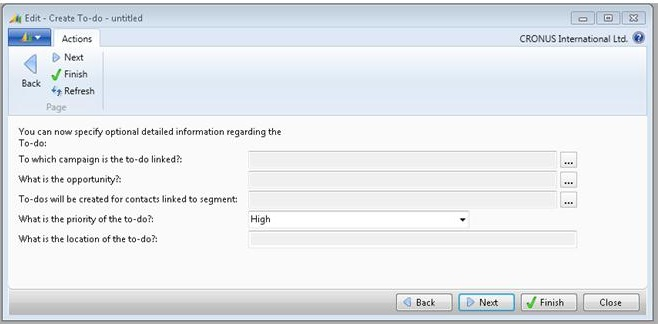 Edit - Create To-do - untitled
Actions
CRONUS International Ltd.
Back
Next
Finish
Refresh
Page
You can now specify optional detailed information regarding the
To-do:
To which campaign is the to-do linked?:
...
What is the opportunity?:
...
To-dos will be created for contacts linked to segment:
...
What is the priority of the to-do?:
High
What is the location of the to-do?:
Back
Next
Finish
Close